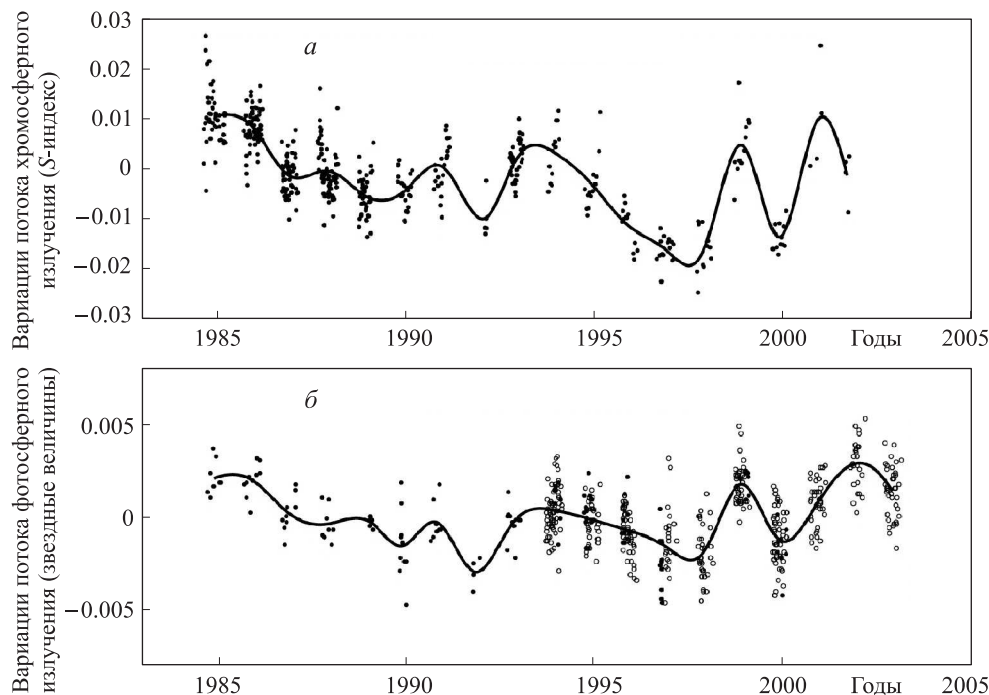 Вариации потока хромосферного
излучения (S-индекс)
а
0.03
0.02
0.01
0
−0.01
−0.02
−0.03
1985 1990 1995 2000 Годы 2005
Вариации потока фотосферного
излучения (звездные величины)
б
0.005
0
−0.005
1985 1990 1995 2000 Годы 2005